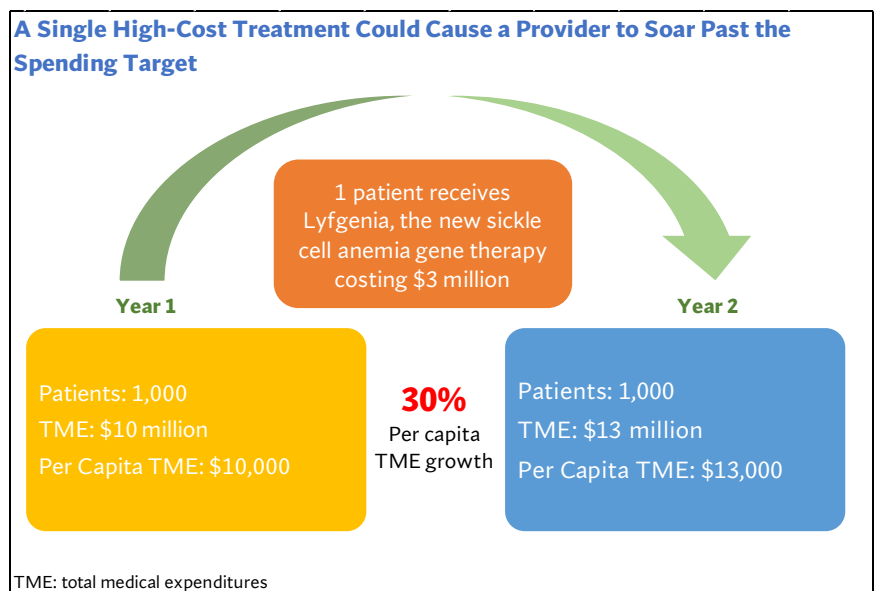 A Single High-Cost Treatment Could Cause a Provider to Soar Past the
Spending Target
1 patient receives
Lyfgenia, the new sickle
cell anemia gene therapy
costing $3 million
Year 1
Year 2
Patients: 1,000
TME: $10 million
Per Capita TME: $10,000
30%
Per capita
TME growth
Patients: 1,000
TME: $13 million
Per Capita TME: $13,000
TME: total medical expenditures